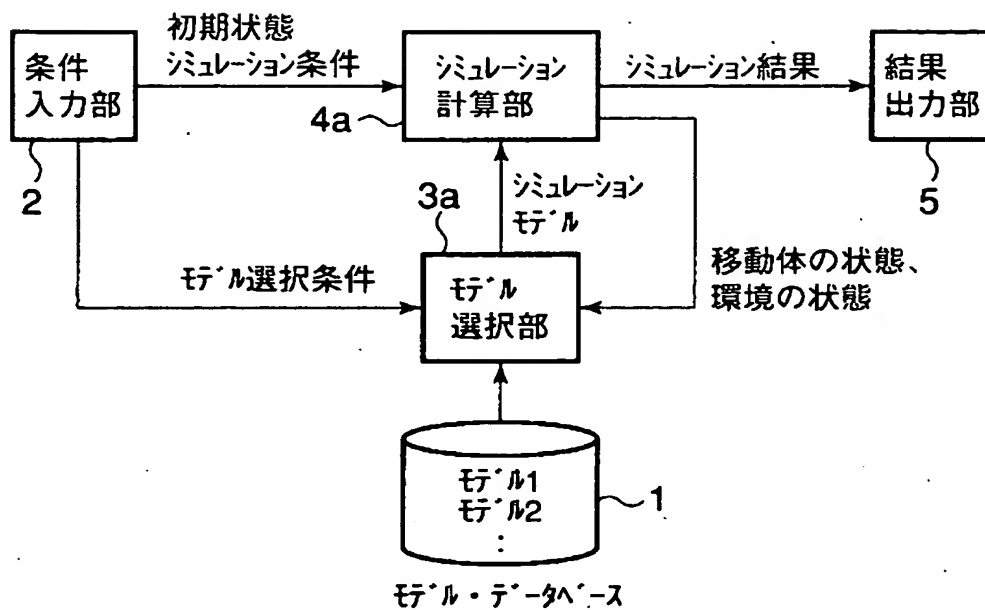 条件
入力部
2
初期状態
シミュレーション条件
シミュレーション
計算部
4a
シミュレーション結果
結果
出力部
5
3a
シミュレーション
モデル
モデル選択条件
モデル
選択部
移動体の状態、
環境の状態
モデル1
モデル2
⋮
1
モデル・データベース